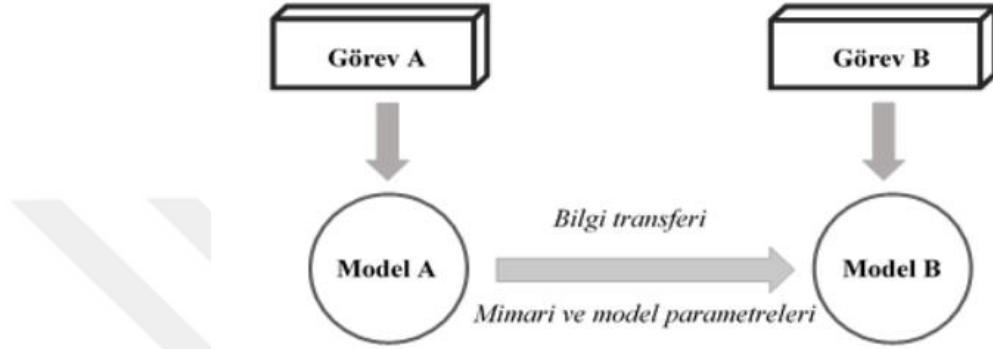 Görev A
Görev B
Bilgi transferi
Model A
Model B
Mimari ve model parametreleri